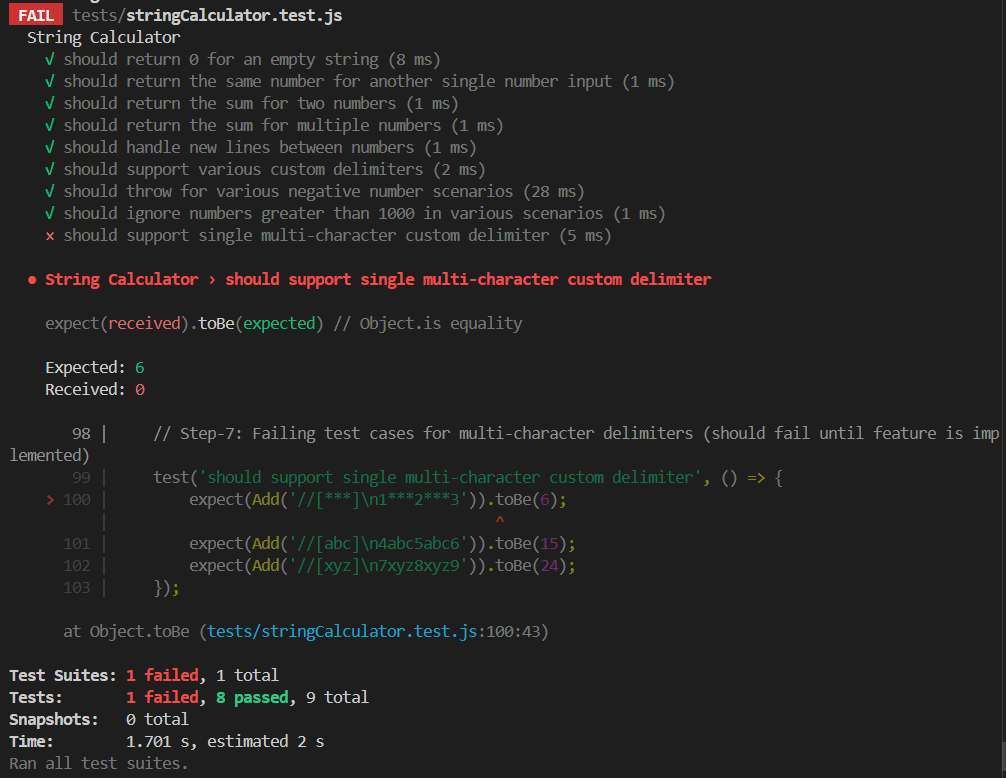 FAIL tests/stringCalculator.test.js
String Calculator
√ should return 0 for an empty string (8 ms)
√ should return the same number for another single number input (1 ms)
√ should return the sum for two numbers (1 ms)
√ should return the sum for multiple numbers (1 ms)
√ should handle new lines between numbers (1 ms)
√ should support various custom delimiters (2 ms)
√ should throw for various negative number scenarios (28 ms)
√ should ignore numbers greater than 1000 in various scenarios (1 ms)
× should support single multi-character custom delimiter (5 ms)
● String Calculator › should support single multi-character custom delimiter
expect(received).toBe(expected) // Object.is equality
Expected: 6
Received: 0
98 | // Step-7: Failing test cases for multi-character delimiters (should fail until feature is imp
lemented)
99 | test('should support single multi-character custom delimiter', () => {
> 100 | expect(Add('//[***]\n1***2***3')).toBe(6);
| ^
101 | expect(Add('//[abc]\n4abc5abc6')).toBe(15);
102 | expect(Add('//[xyz]\n7xyz8xyz9')).toBe(24);
103 | });
at Object.toBe (tests/stringCalculator.test.js:100:43)
Test Suites: 1 failed, 1 total
Tests: 1 failed, 8 passed, 9 total
Snapshots: 0 total
Time: 1.701 s, estimated 2 s
Ran all test suites.